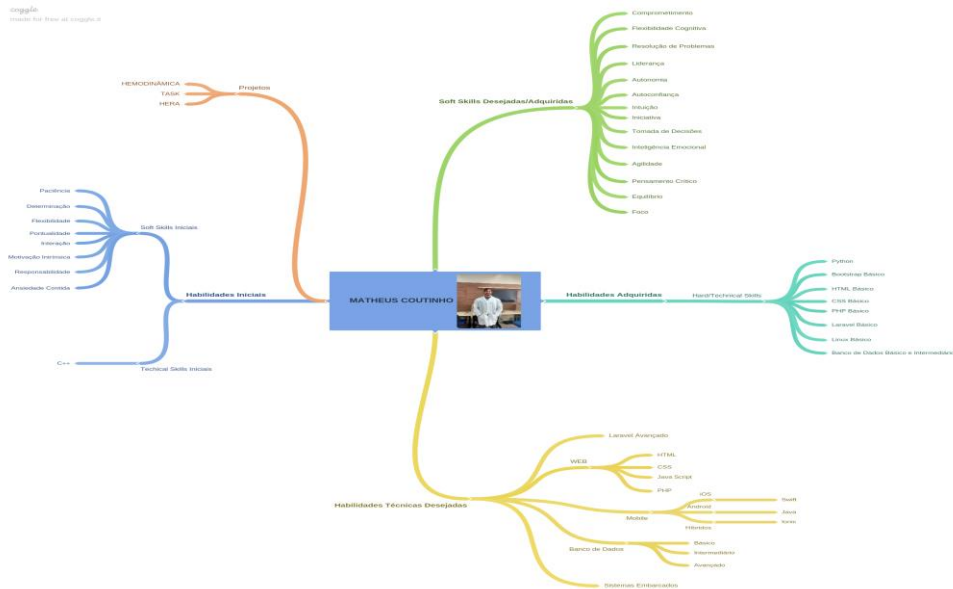 coggle
made for free at coggle.it
Projetos
HEMODINÂMICA
TASK
HERA
Soft Skills Desejadas/Adquiridas
Comprometimento
Flexibilidade Cognitiva
Resolução de Problemas
Liderança
Autonomia
Autoconfiança
Intuição
Iniciativa
Tomada de Decisões
Inteligência Emocional
Agilidade
Pensamento Crítico
Equilíbrio
Foco
Habilidades Iniciais
Soft Skills Iniciais
Paciência
Determinação
Flexibilidade
Pontualidade
Interação
Motivação Intrínsica
Responsabilidade
Ansiedade Contida
Techical Skills Iniciais
C++
MATHEUS COUTINHO
Habilidades Adquiridas
Hard/Technical Skills
Python
Bootstrap Básico
HTML Básico
CSS Básico
PHP Básico
Laravel Básico
Linux Básico
Banco de Dados Básico e Intermediári
Habilidades Técnicas Desejadas
Laravel Avançado
WEB
HTML
CSS
Java Script
PHP
Mobile
iOS
Swift
Android
Java
Híbridos
Banco de Dados
Básico
Intermediário
Avançado
Sistemas Embarcados